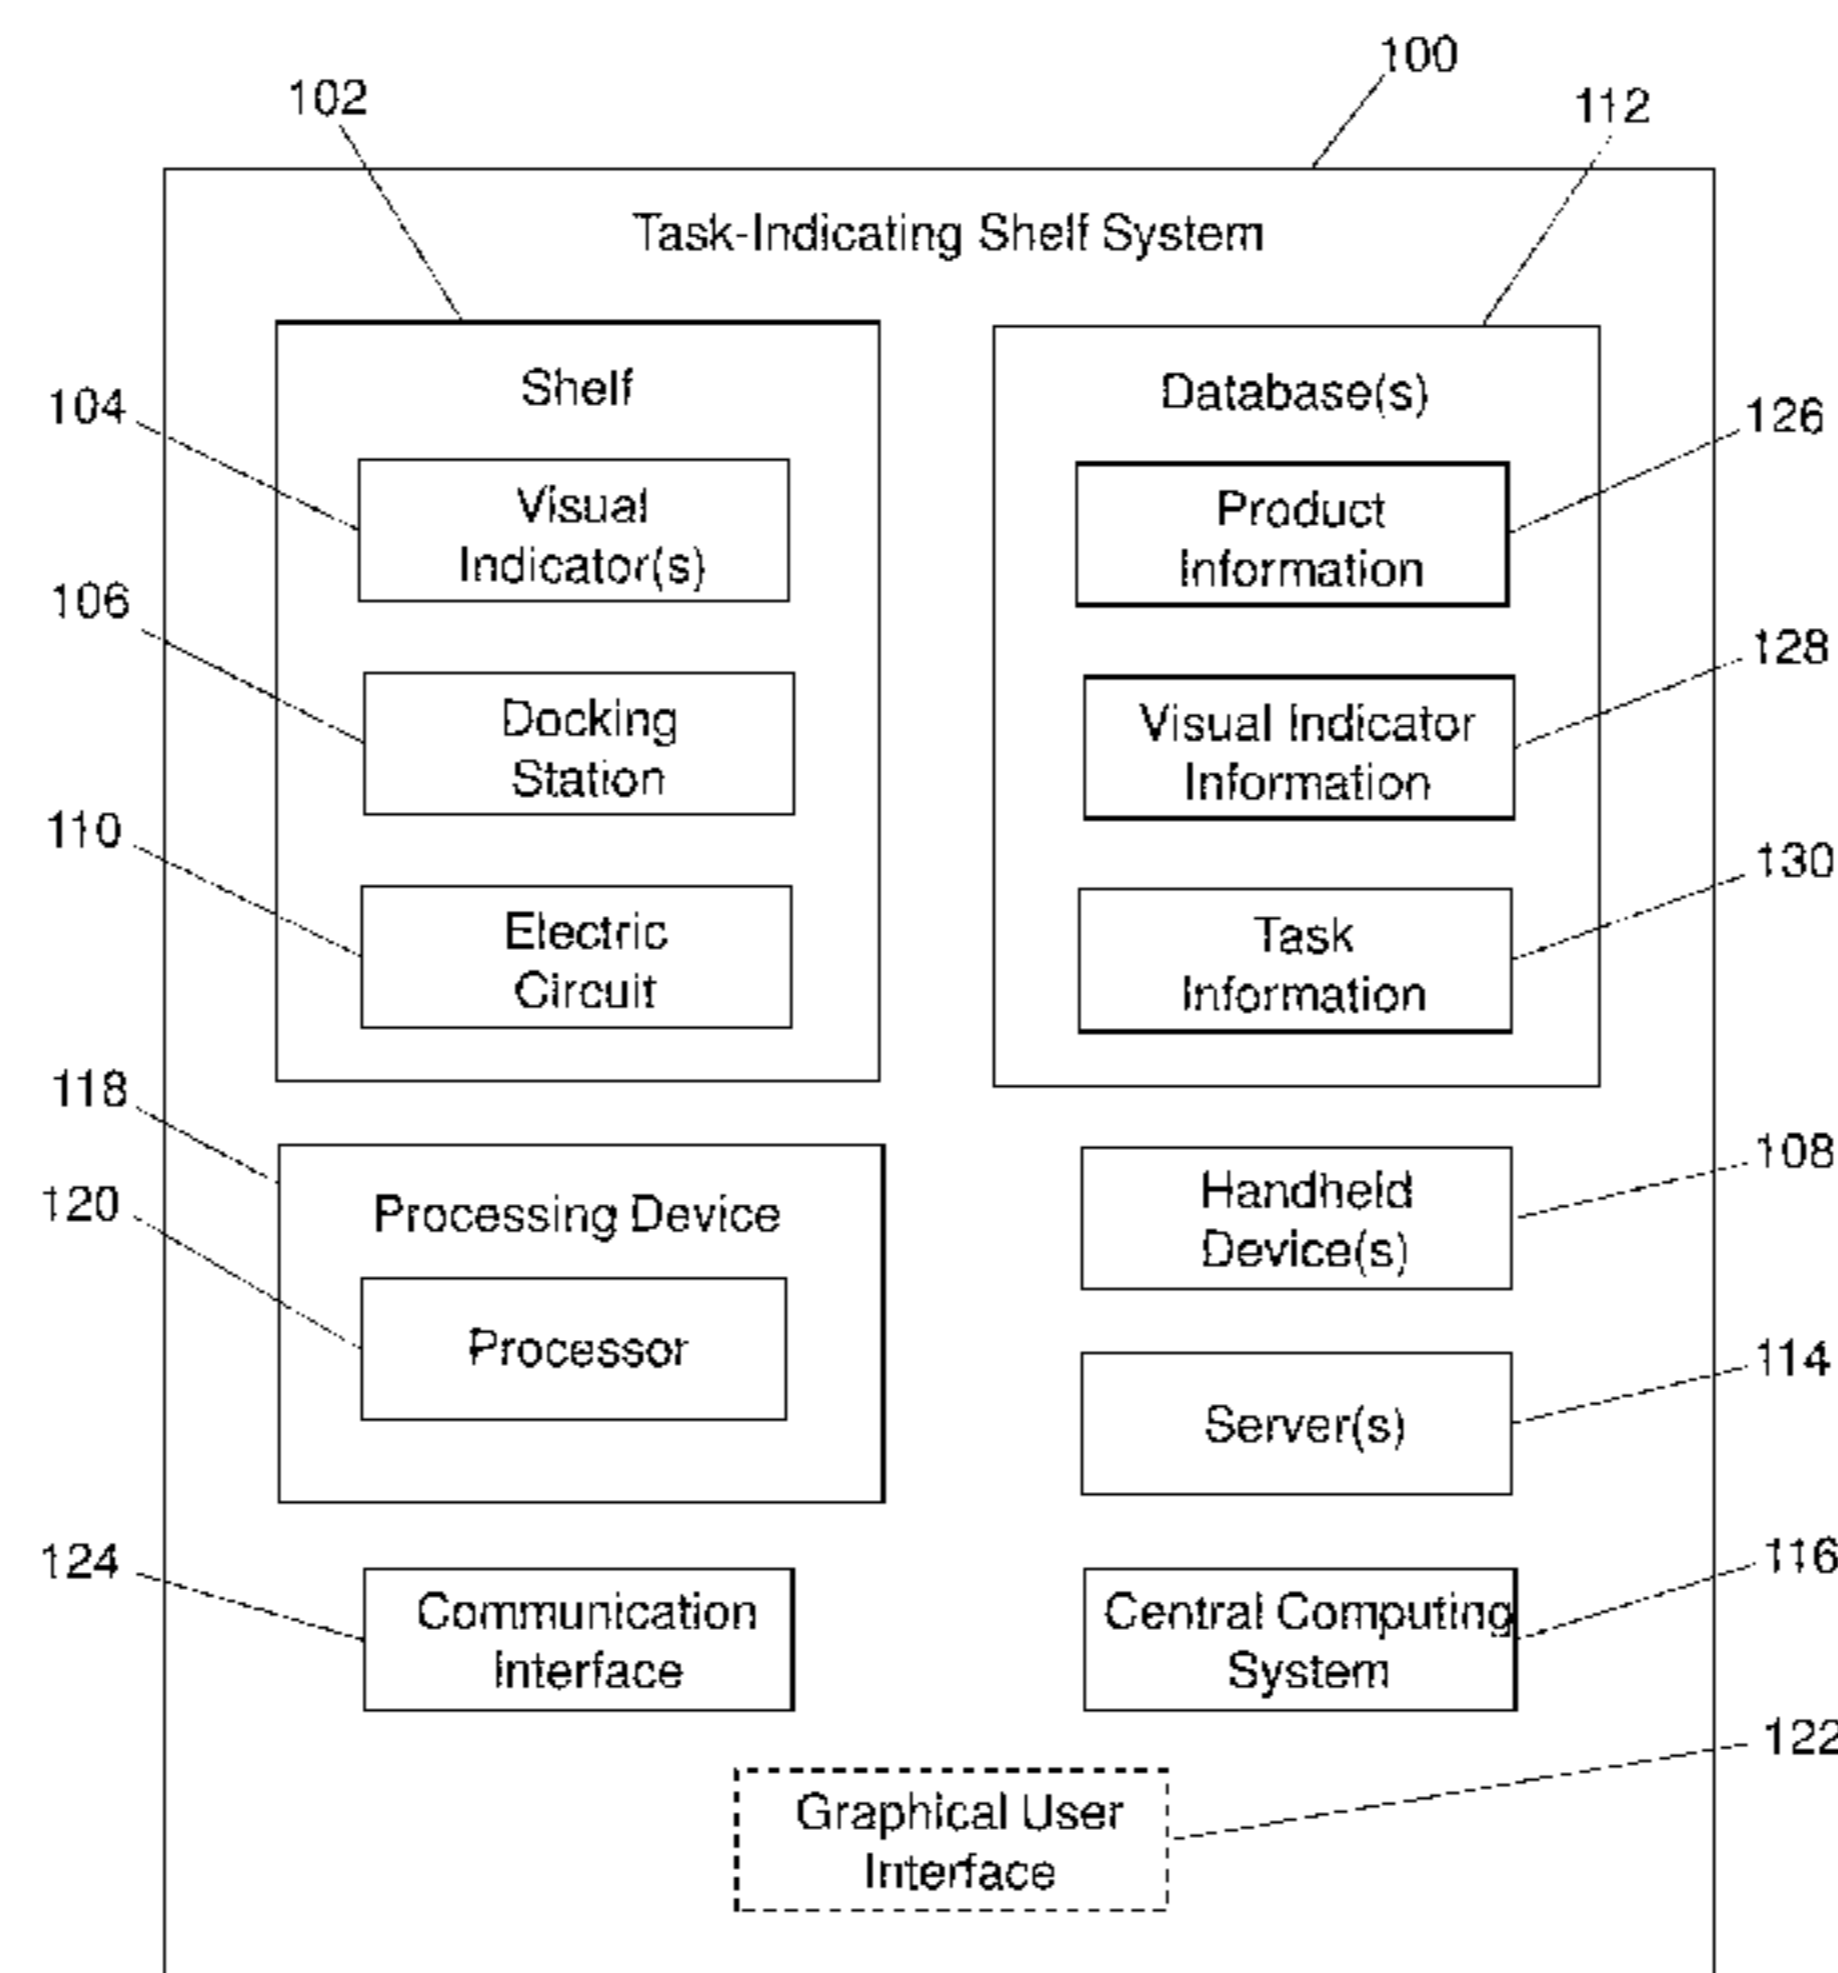 100
102
112
Task-Indicating Shelf System
Shelf
Database(s)
104
126
Visual
Indicator(s)
Product
Information
106
128
Docking
Station
Visual Indicator
Information
110
130
Electric
Circuit
Task
Information
118
108
Processing Device
Handheld
Device(s)
120
Processor
114
Server(s)
124
116
Communication
Interface
Central Computing
System
122
Graphical User
Interface